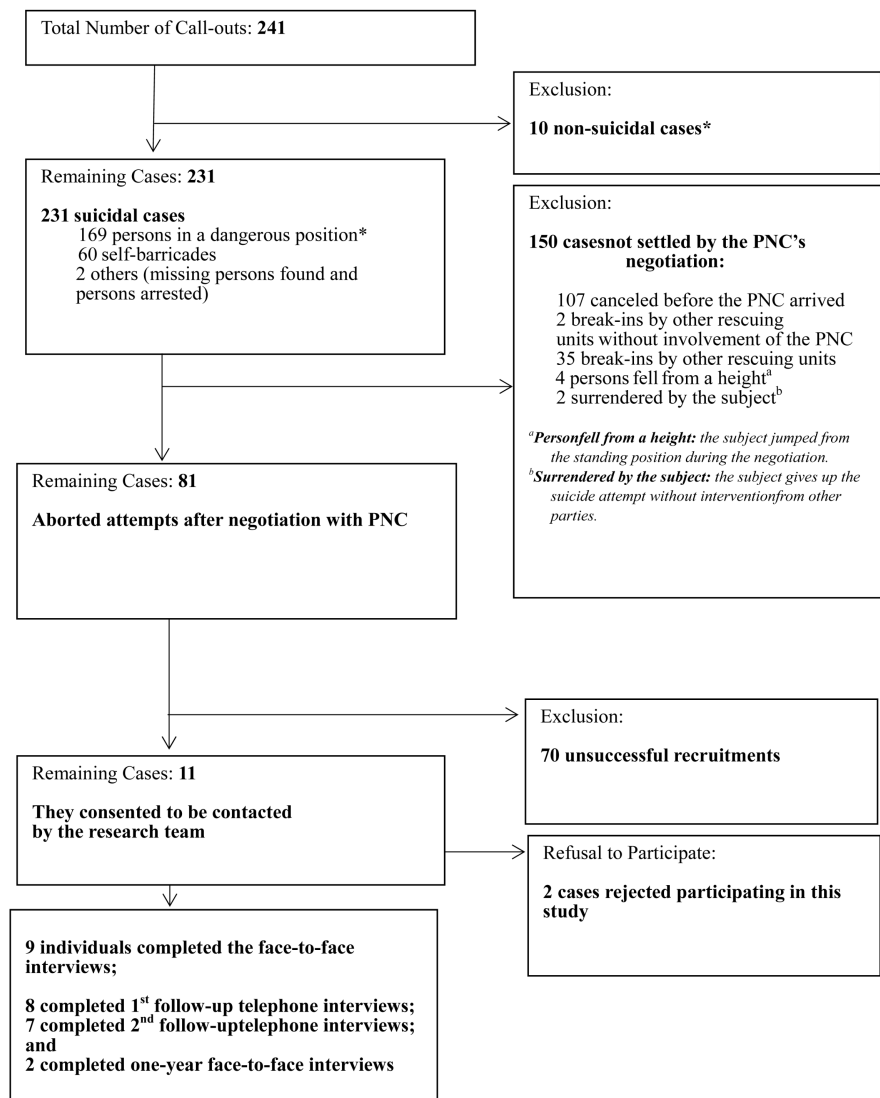 Total Number of Call-outs: 241
Exclusion:
10 non-suicidal cases*
Remaining Cases: 231
231 suicidal cases
169 persons in a dangerous position*
60 self-barricades
2 others (missing persons found and
persons arrested)
Exclusion:
150 casesnot settled by the PNC’s
negotiation:
107 canceled before the PNC arrived
2 break-ins by other rescuing
units without involvement of the PNC
35 break-ins by other rescuing units
4 persons fell from a heightᵃ
2 surrendered by the subjectᵇ
ᵃPersonfell from a height: the subject jumped from
the standing position during the negotiation.
ᵇSurrendered by the subject: the subject gives up the
suicide attempt without interventionfrom other
parties.
Remaining Cases: 81
Aborted attempts after negotiation with PNC
Exclusion:
70 unsuccessful recruitments
Remaining Cases: 11
They consented to be contacted
by the research team
Refusal to Participate:
2 cases rejected participating in this
study
9 individuals completed the face-to-face
interviews;
8 completed 1ˢᵗ follow-up telephone interviews;
7 completed 2ⁿᵈ follow-uptelephone interviews;
and
2 completed one-year face-to-face interviews